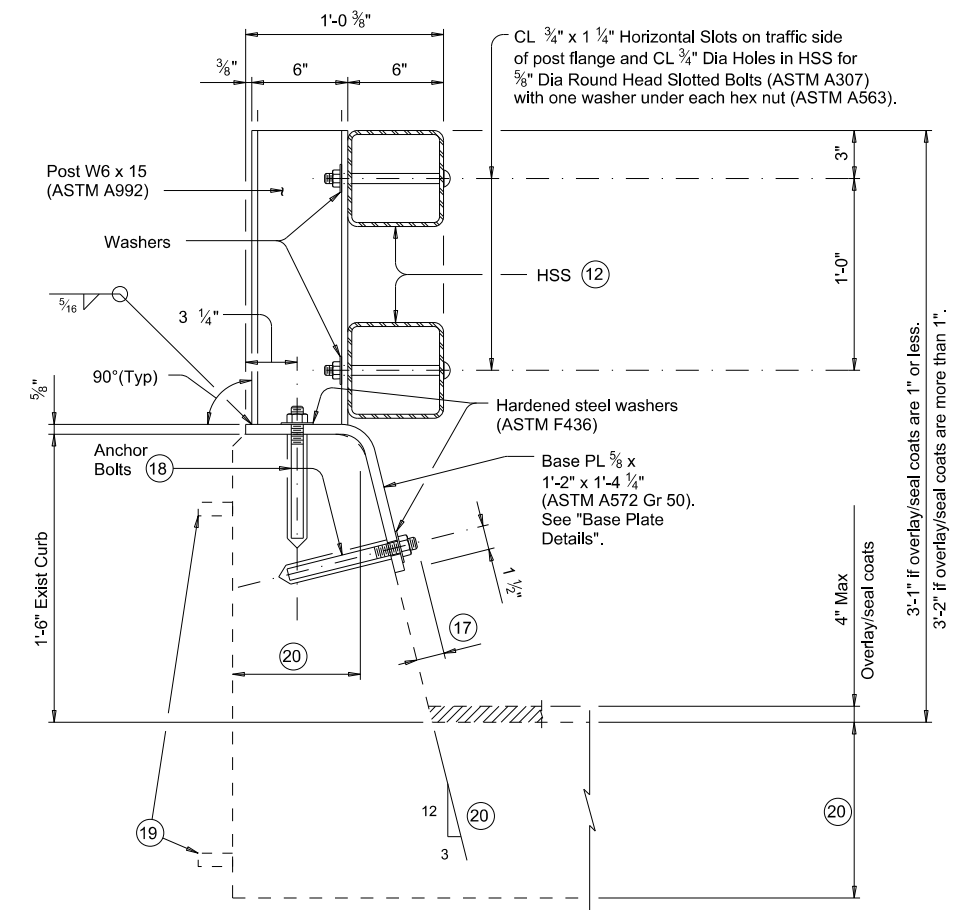 1'-0 ⅜"
⅜"
6"
6"
CL ¾" x 1 ¼" Horizontal Slots on traffic side
of post flange and CL ¾" Dia Holes in HSS for
⅝" Dia Round Head Slotted Bolts (ASTM A307)
with one washer under each hex nut (ASTM A563).
Post W6 x 15
(ASTM A992)
3"
Washers
1'-0"
HSS 12
5/16
3 ¼"
90°(Typ)
⅝"
Hardened steel washers
(ASTM F436)
Anchor
Bolts 18
Base PL ⅝ x
1'-2" x 1'-4 ¼"
(ASTM A572 Gr 50).
See "Base Plate
Details".
1 ½"
1'-6" Exist Curb
17
20
4" Max
Overlay/seal coats
3'-1" if overlay/seal coats are 1" or less.
3'-2" if overlay/seal coats are more than 1".
19
12
3
20
20